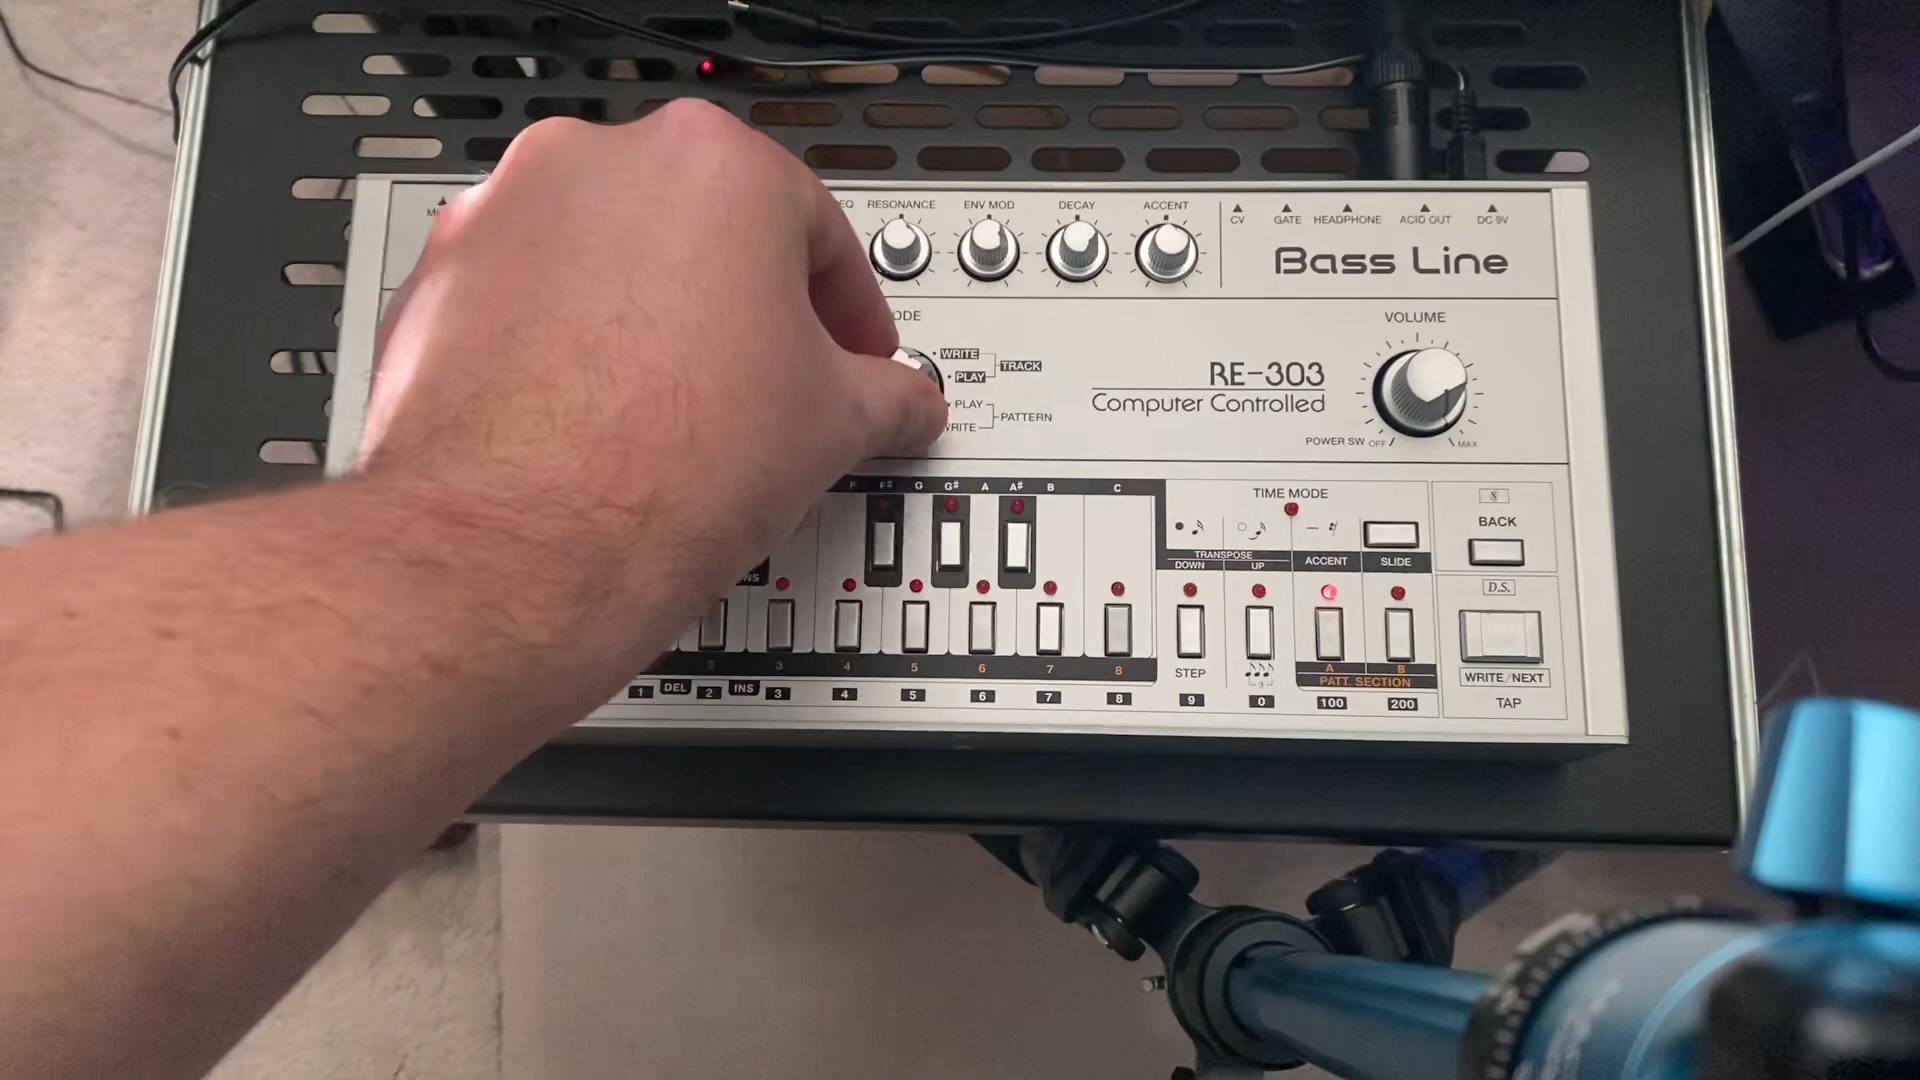 RESONANCE ENV MOD DECAY ACCENT
CV GATE HEADPHONE ACID OUT DC 9V
Bass Line
VOLUME
WRITE
PLAY TRACK
PLAY
PATTERN
RE-303
Computer Controlled
POWER SW OFF MAX
F F# G G# A A# B C
TIME MODE
BACK
TRANSPOSE
DOWN UP ACCENT SLIDE
D.S.
3 4 5 6 7 8
STEP
A B
PATT. SECTION
WRITE/NEXT
1 DEL 2 INS 3 4 5 6 7 8 9 0 100 200
TAP